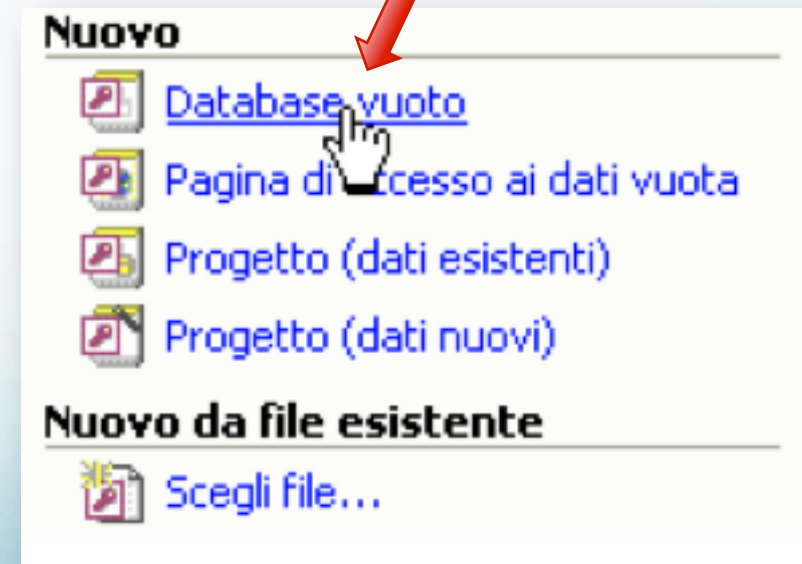 Nuovo
Database vuoto
Pagina di accesso ai dati vuota
Progetto (dati esistenti)
Progetto (dati nuovi)
Nuovo da file esistente
Scegli file...